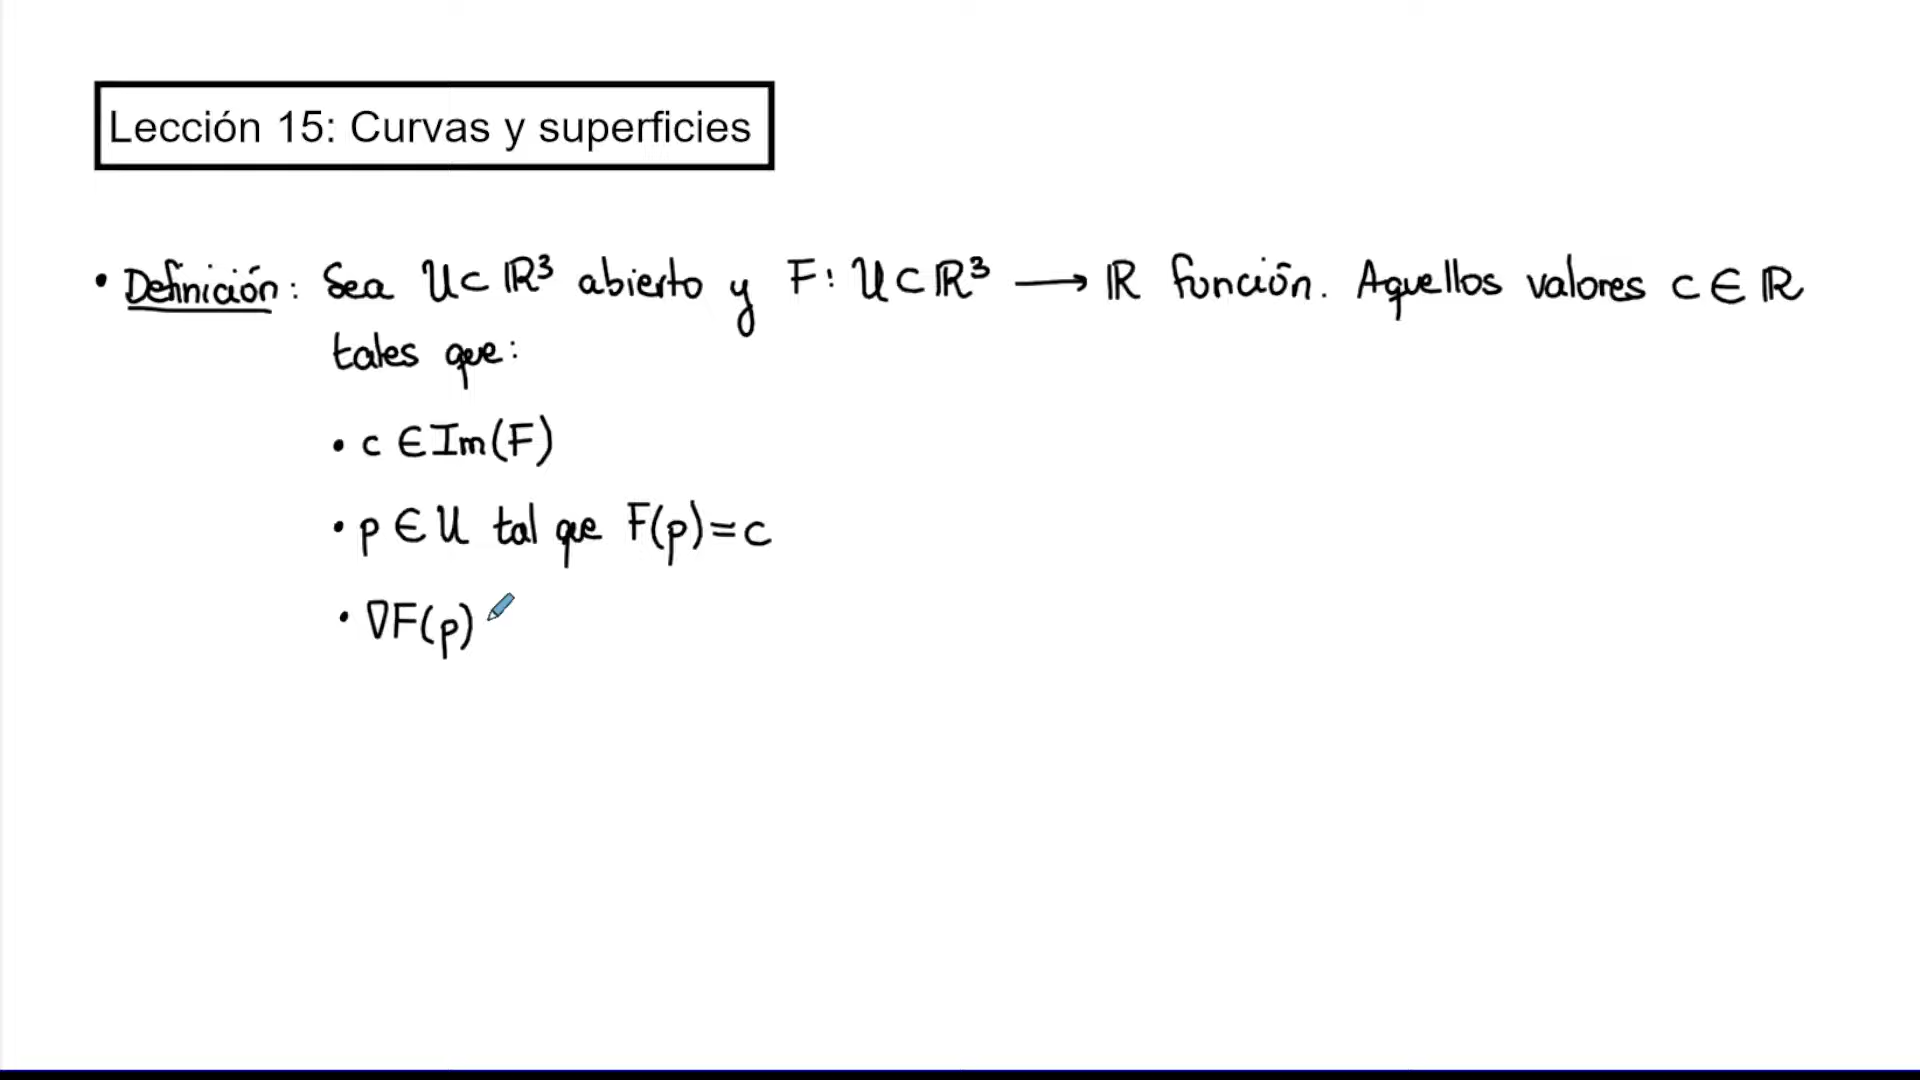 Lección 15: Curvas y superficies
• Definición: Sea U⊂ℝ³ abierto y F: U⊂ℝ³ ⟶ ℝ función. Aquellos valores c∈ℝ
tales que:
• c ∈ Im(F)
• p ∈ U tal que F(p)=c
• ∇F(p)